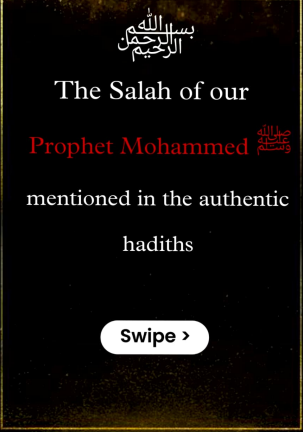 بسم الله الرحمن الرحيم
The Salah of our
Prophet Mohammed ﷺ
mentioned in the authentic
hadiths
Swipe >